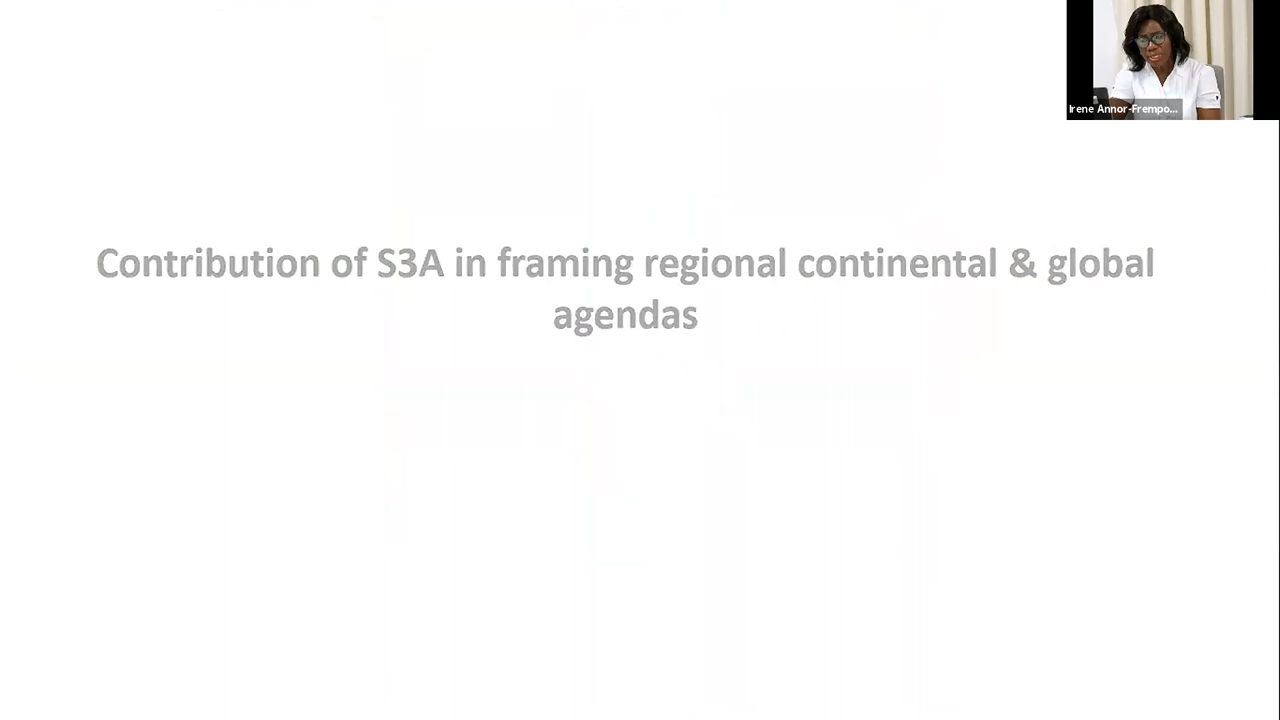 Irene Annor-Frempo...
Contribution of S3A in framing regional continental & global
agendas